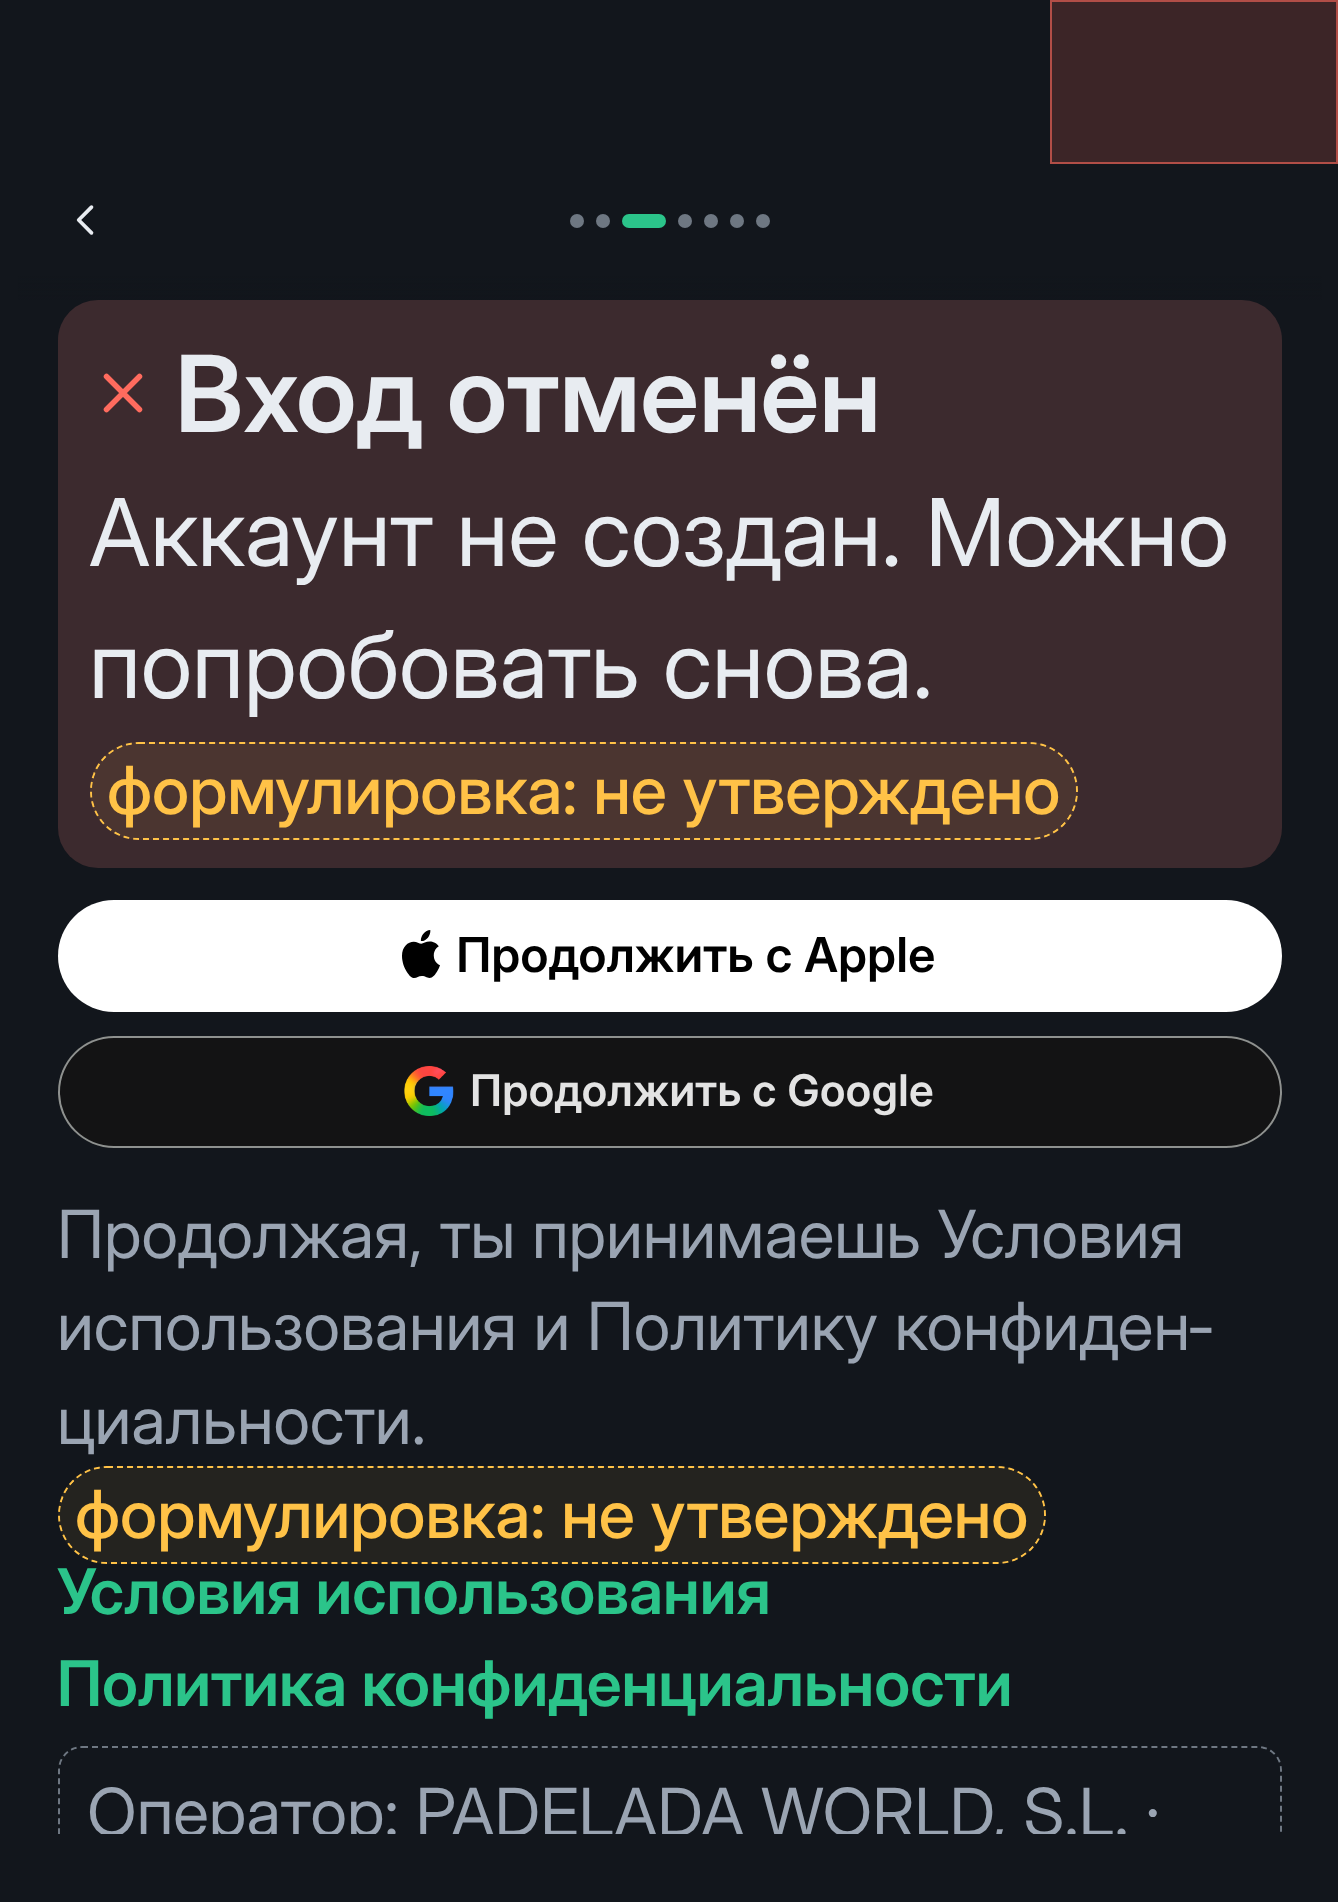 Вход отменён
Аккаунт не создан. Можно
попробовать снова.
формулировка: не утверждено
Продолжить с Apple
Продолжить с Google
Продолжая, ты принимаешь Условия
использования и Политику конфиден-
циальности.
формулировка: не утверждено
Условия использования
Политика конфиденциальности
Оператор: PADELADA WORLD, S.L. ·